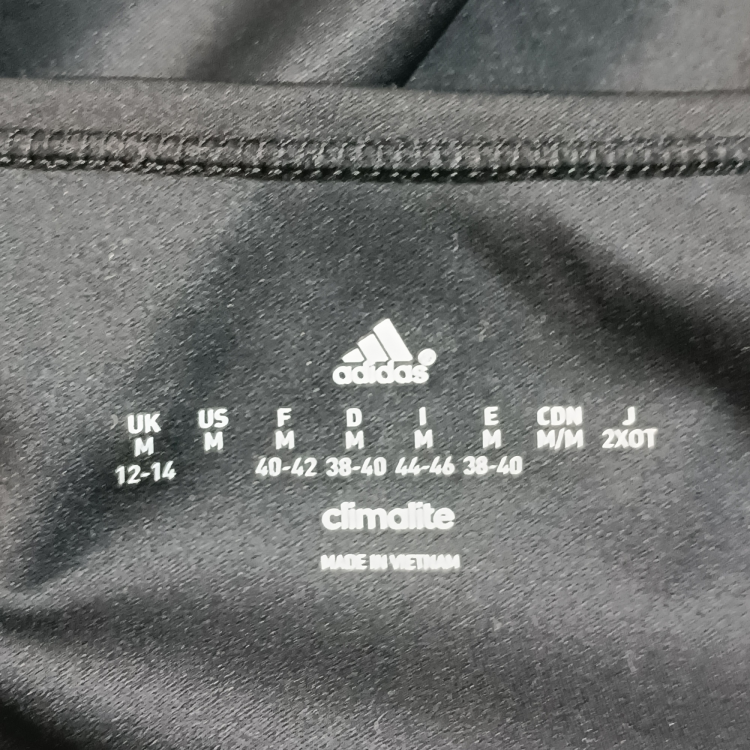 adidas®
UK US F D I E CDN J
M M M M M M M/M 2XOT
12-14 40-42 38-40 44-46 38-40
climalite
MADE IN VIETNAM